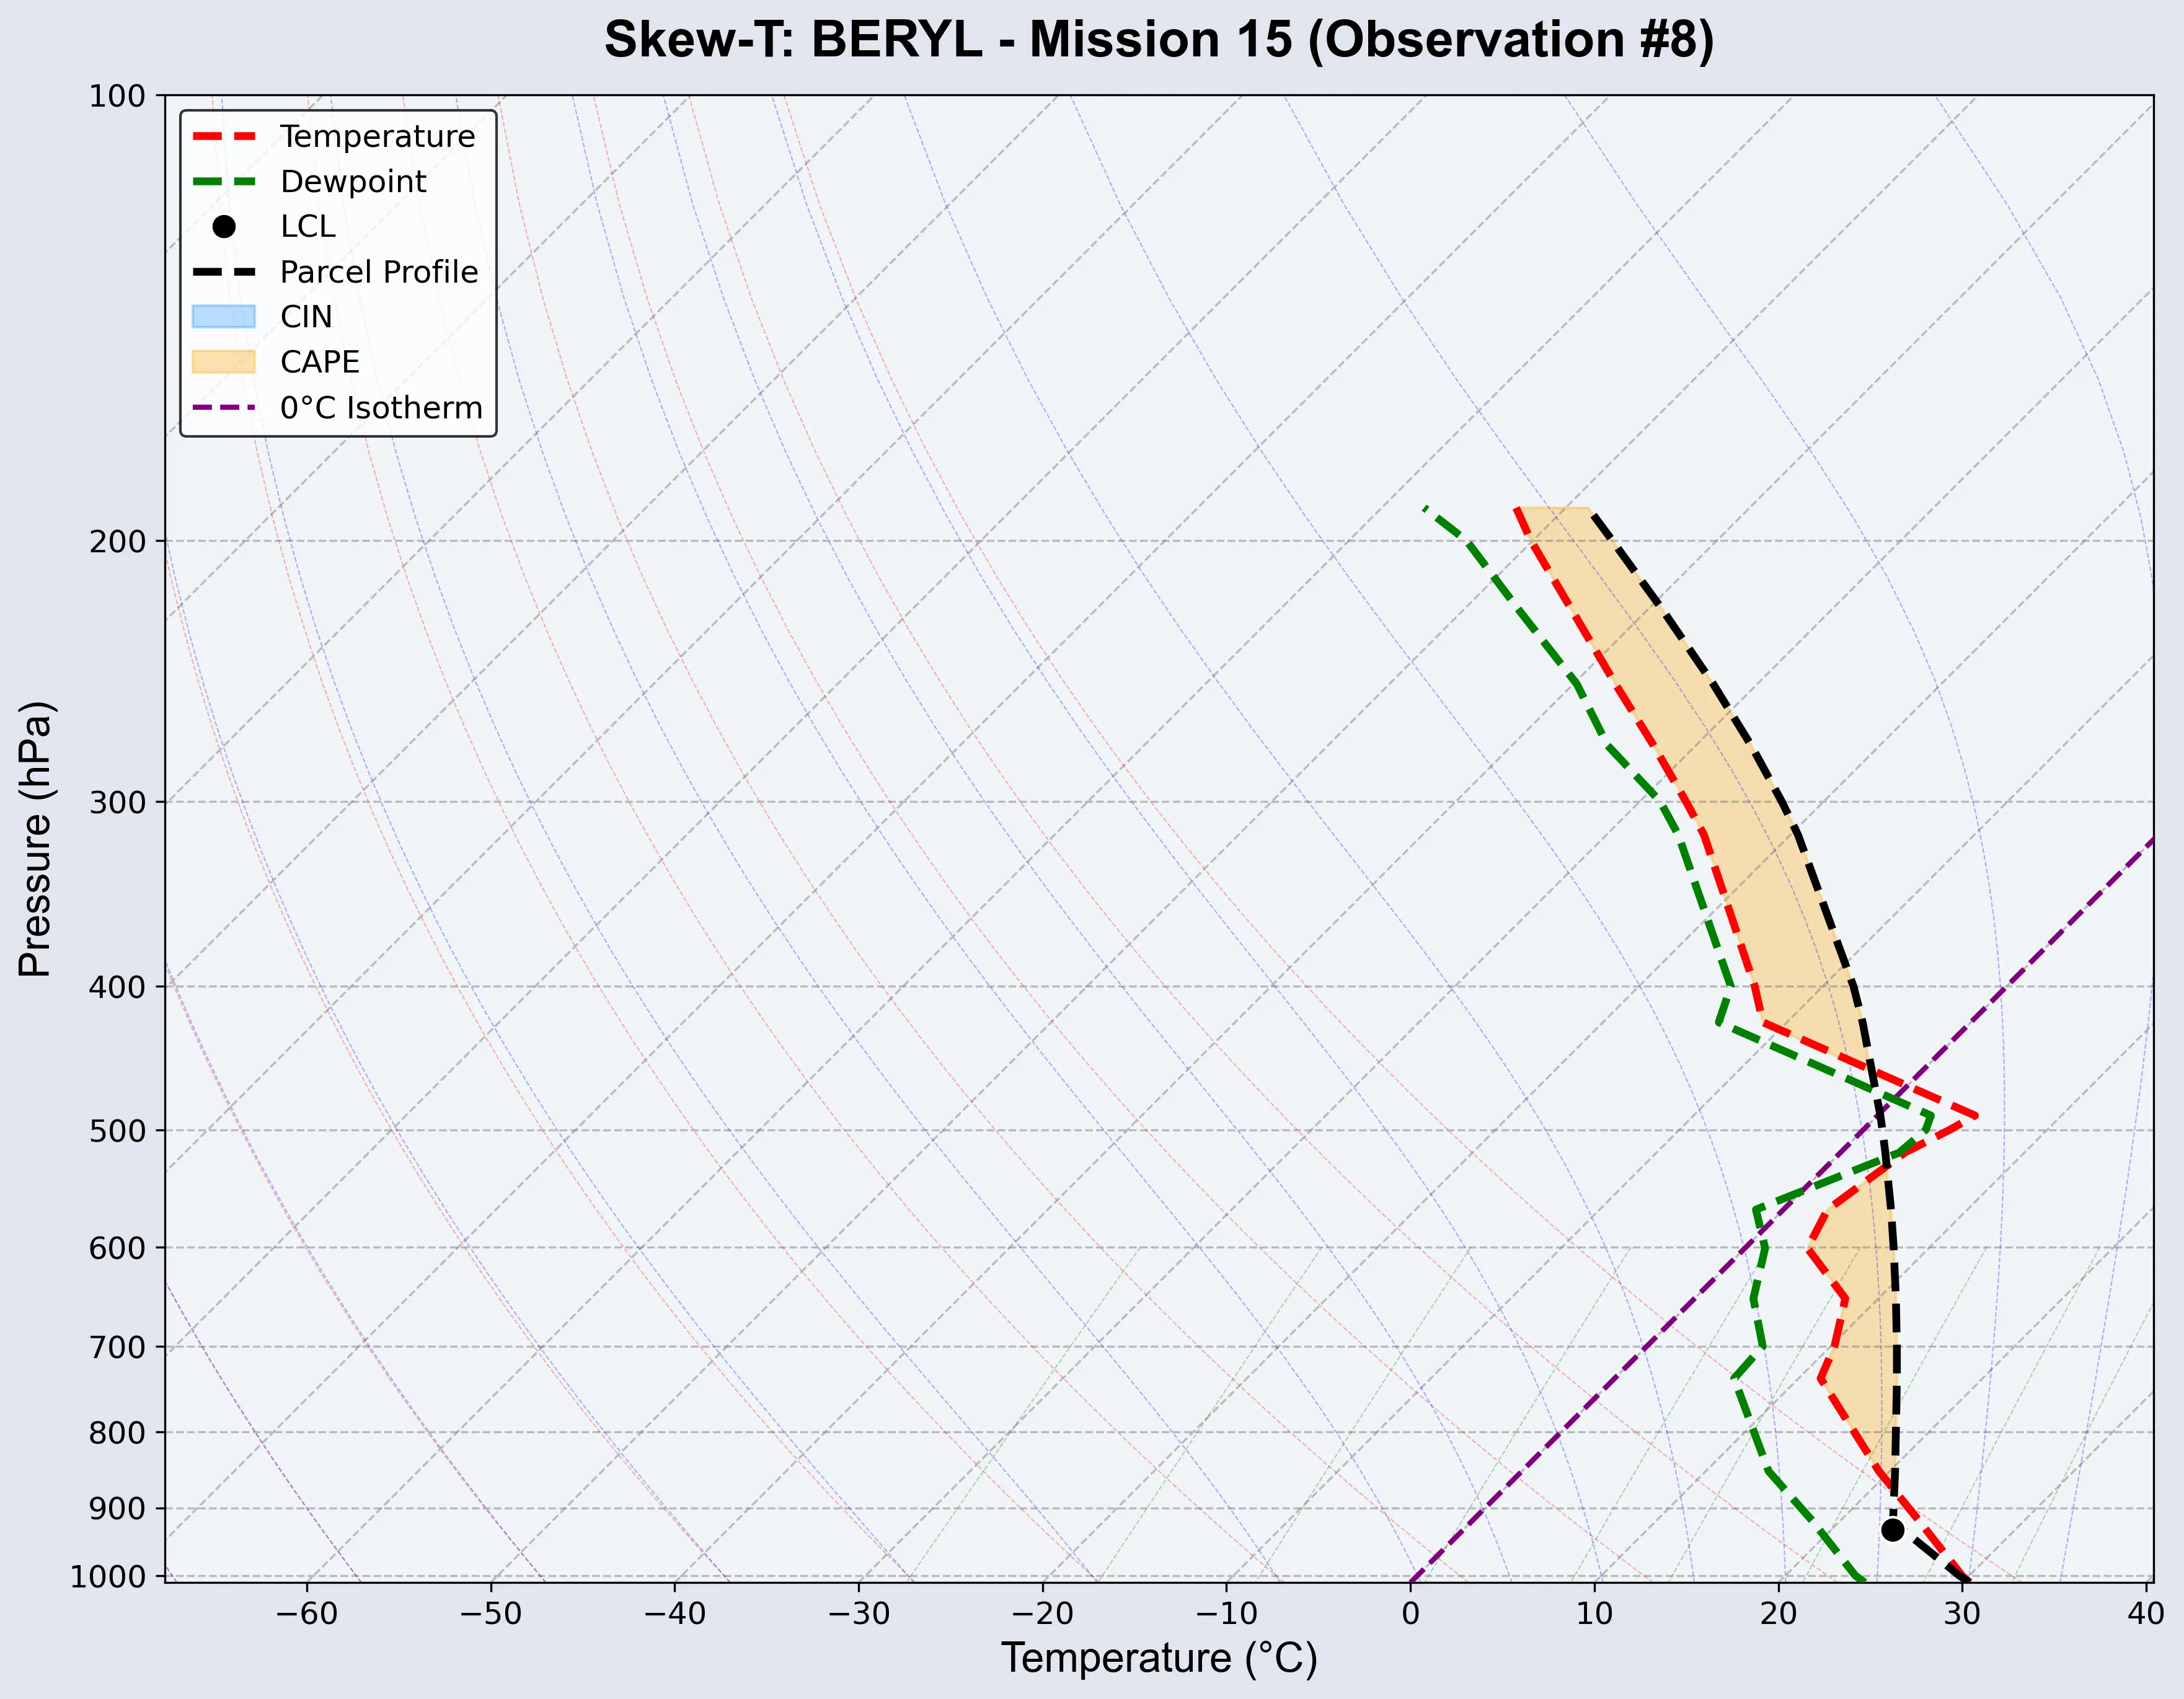 Skew-T: BERYL - Mission 15 (Observation #8)
Temperature
Dewpoint
LCL
Parcel Profile
CIN
CAPE
0°C Isotherm
Pressure (hPa)
100
200
300
400
500
600
700
800
900
1000
−60
−50
−40
−30
−20
−10
0
10
20
30
40
Temperature (°C)